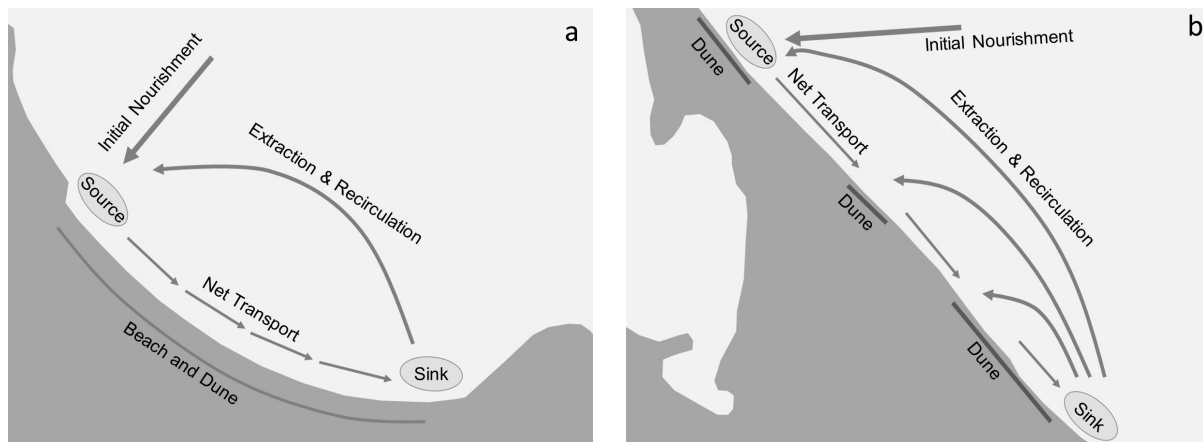 a
Initial Nourishment
Extraction & Recirculation
Source
Net Transport
Beach and Dune
Sink
b
Source
Initial Nourishment
Dune
Net Transport
Extraction & Recirculation
Dune
Dune
Sink